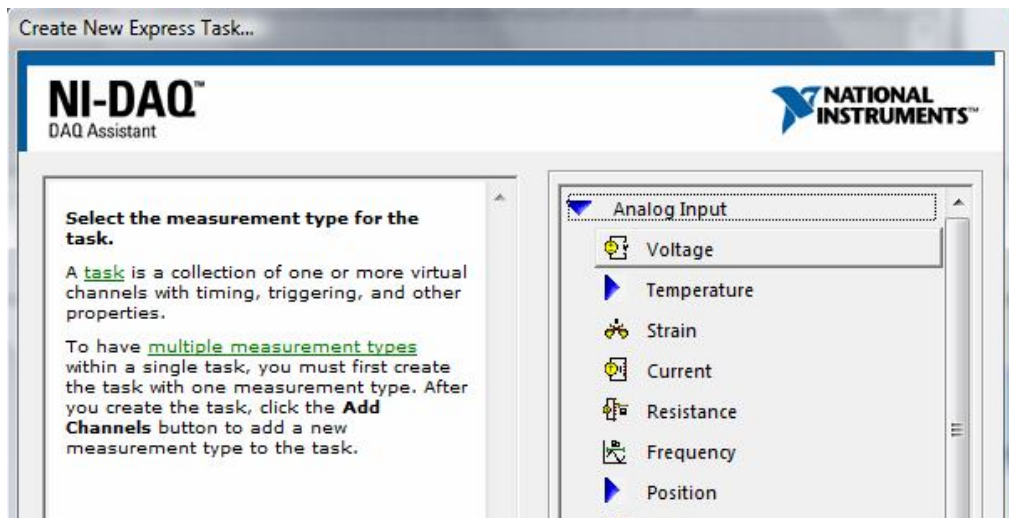 Create New Express Task...
NI-DAQ™
DAQ Assistant
NATIONAL
INSTRUMENTS™
Select the measurement type for the
task.
A task is a collection of one or more virtual
channels with timing, triggering, and other
properties.
To have multiple measurement types
within a single task, you must first create
the task with one measurement type. After
you create the task, click the Add
Channels button to add a new
measurement type to the task.
Analog Input
Voltage
Temperature
Strain
Current
Resistance
Frequency
Position